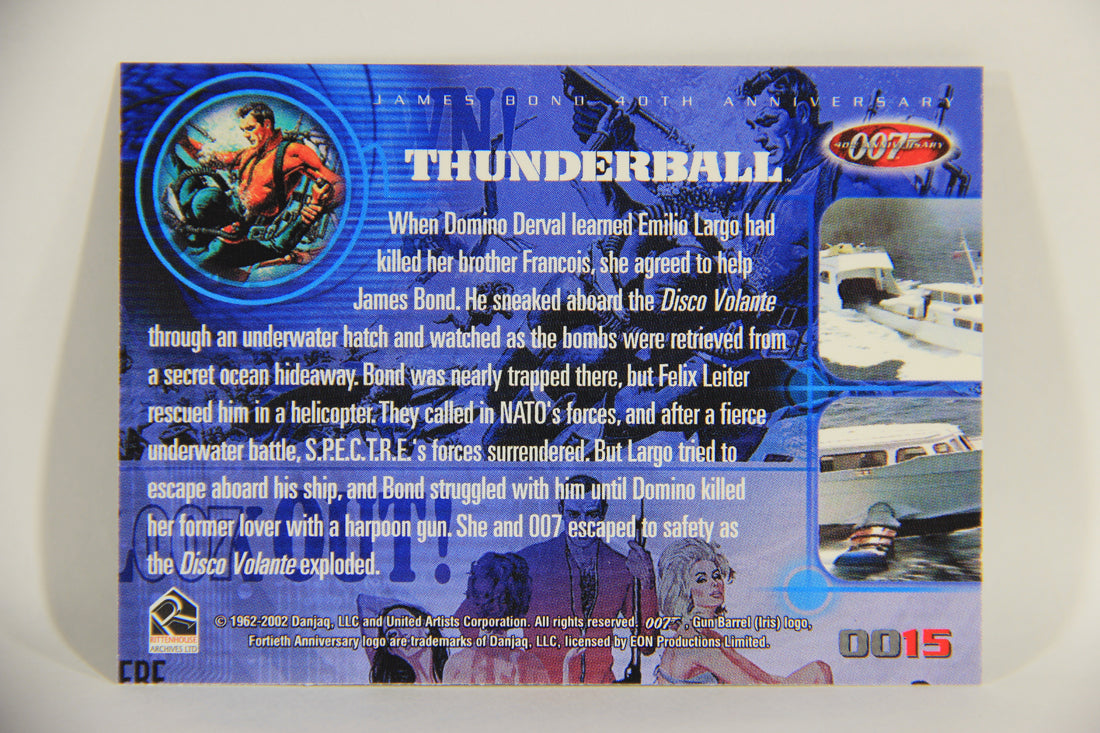 JAMES BOND 40TH ANNIVERSARY
007
40TH ANNIVERSARY
THUNDERBALL™
When Domino Derval learned Emilio Largo had
killed her brother Francois, she agreed to help
James Bond. He sneaked aboard the Disco Volante
through an underwater hatch and watched as the bombs were retrieved from
a secret ocean hideaway. Bond was nearly trapped there, but Felix Leiter
rescued him in a helicopter. They called in NATO's forces, and after a fierce
underwater battle, S.P.E.C.T.R.E.'s forces surrendered. But Largo tried to
escape aboard his ship, and Bond struggled with him until Domino killed
her former lover with a harpoon gun. She and 007 escaped to safety as
the Disco Volante exploded.
LOOK OUT!
RITTENHOUSE
ARCHIVES LTD
© 1962-2002 Danjaq, LLC and United Artists Corporation. All rights reserved. 007, Gun Barrel (Iris) logo,
Fortieth Anniversary logo are trademarks of Danjaq, LLC, licensed by EON Productions Limited.
0015